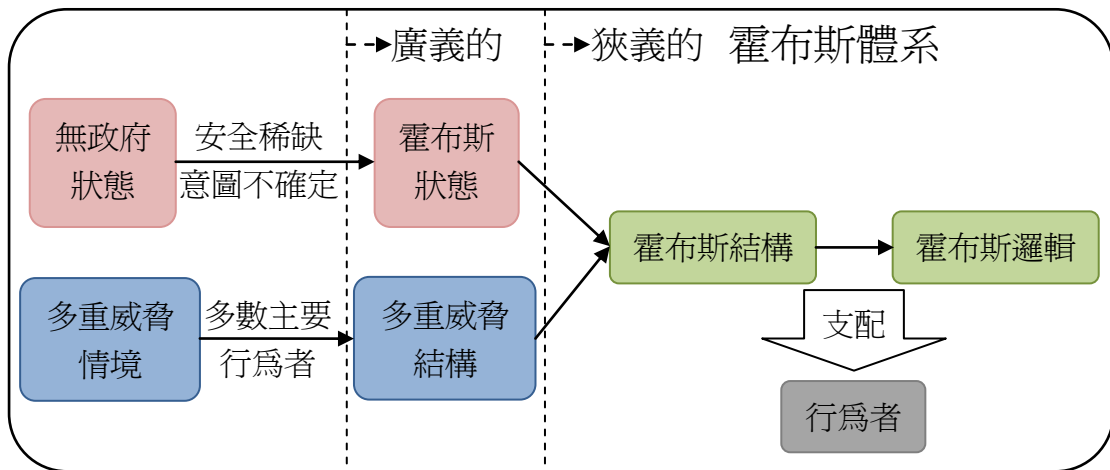 廣義的
狹義的 霍布斯體系
無政府
狀態
安全稀缺
意圖不確定
霍布斯
狀態
霍布斯結構
霍布斯邏輯
多重威脅
情境
多數主要
行爲者
多重威脅
結構
支配
行爲者